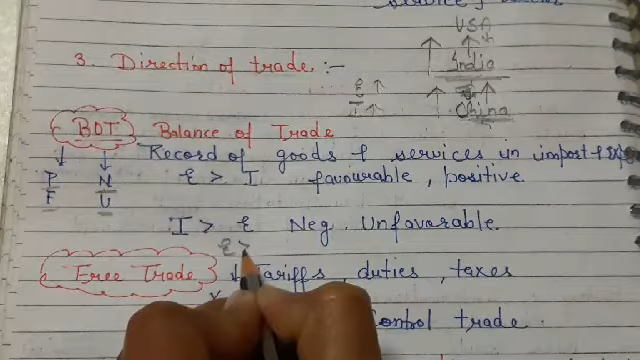 USA
3. Direction of trade :-
India
E ↑
I ↑
China
BOT Balance of Trade
Record of goods & services in import & Exp
P N E > I favourable, positive.
F U
I > E Neg. Unfavorable.
E >
Free Trade ↓ Tariffs, duties, taxes
control trade.